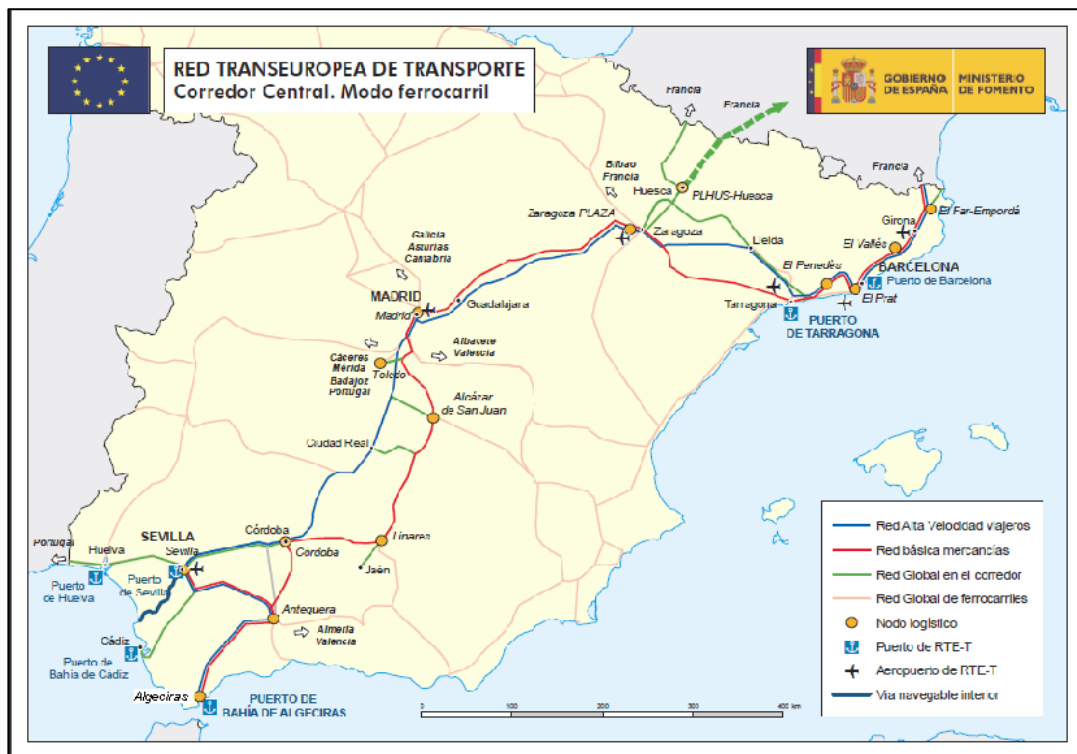 RED TRANSEUROPEA DE TRANSPORTE
Corredor Central. Modo ferrocarril
GOBIERNO
DE ESPAÑA
MINISTERIO
DE FOMENTO
Francia
Francia
Francia
Bilbao
Francia
Huesca
PLHUS-Huesca
Zaragoza PLAZA
Zaragoza
Lleida
Girona
El Far-Empordá
El Vallés
El Penedès
BARCELONA
Puerto de Barcelona
El Prat
Tarragona
PUERTO
DE TARRAGONA
Galicia
Asturias
Cantabria
MADRID
Madrid
Guadalajara
Albacete
Valencia
Cáceres
Mérida
Badajoz
Portugal
Toledo
Alcázar
de San Juan
Ciudad Real
Córdoba
Cordoba
Linares
Jaén
SEVILLA
Sevilla
Portugal
Huelva
Puerto
de Huelva
Puerto
de Sevilla
Antequera
Almería
Valencia
Cádiz
Puerto de
Bahía de Cádiz
Algeciras
PUERTO DE
BAHÍA DE ALGECIRAS
Red Alta Velocidad viajeros
Red básica mercancías
Red Global en el corredor
Red Global de ferrocarriles
Nodo logístico
Puerto de RTE-T
Aeropuerto de RTE-T
Vía navegable interior
0 100 200 300 400 km